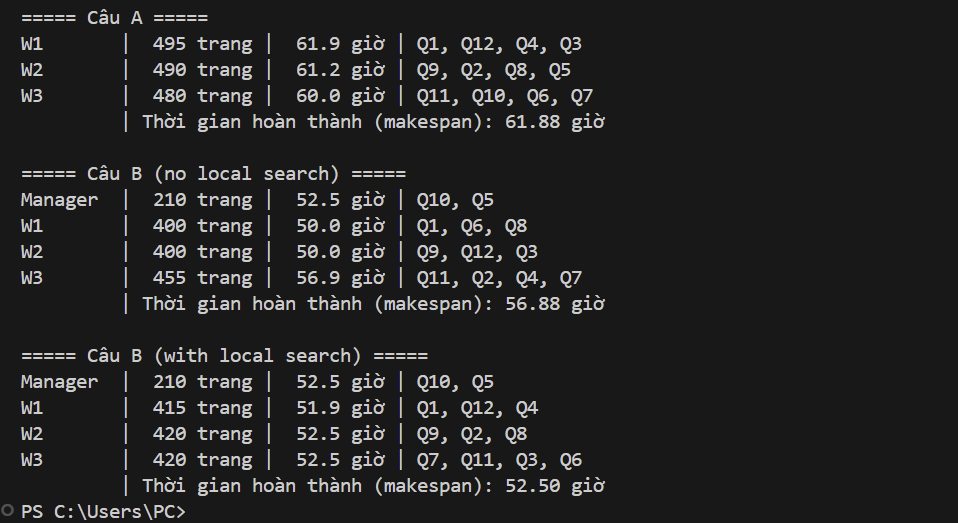 ===== Câu A =====
W1 | 495 trang | 61.9 giờ | Q1, Q12, Q4, Q3
W2 | 490 trang | 61.2 giờ | Q9, Q2, Q8, Q5
W3 | 480 trang | 60.0 giờ | Q11, Q10, Q6, Q7
| Thời gian hoàn thành (makespan): 61.88 giờ
===== Câu B (no local search) =====
Manager | 210 trang | 52.5 giờ | Q10, Q5
W1 | 400 trang | 50.0 giờ | Q1, Q6, Q8
W2 | 400 trang | 50.0 giờ | Q9, Q12, Q3
W3 | 455 trang | 56.9 giờ | Q11, Q2, Q4, Q7
| Thời gian hoàn thành (makespan): 56.88 giờ
===== Câu B (with local search) =====
Manager | 210 trang | 52.5 giờ | Q10, Q5
W1 | 415 trang | 51.9 giờ | Q1, Q12, Q4
W2 | 420 trang | 52.5 giờ | Q9, Q2, Q8
W3 | 420 trang | 52.5 giờ | Q7, Q11, Q3, Q6
| Thời gian hoàn thành (makespan): 52.50 giờ
PS C:\Users\PC>